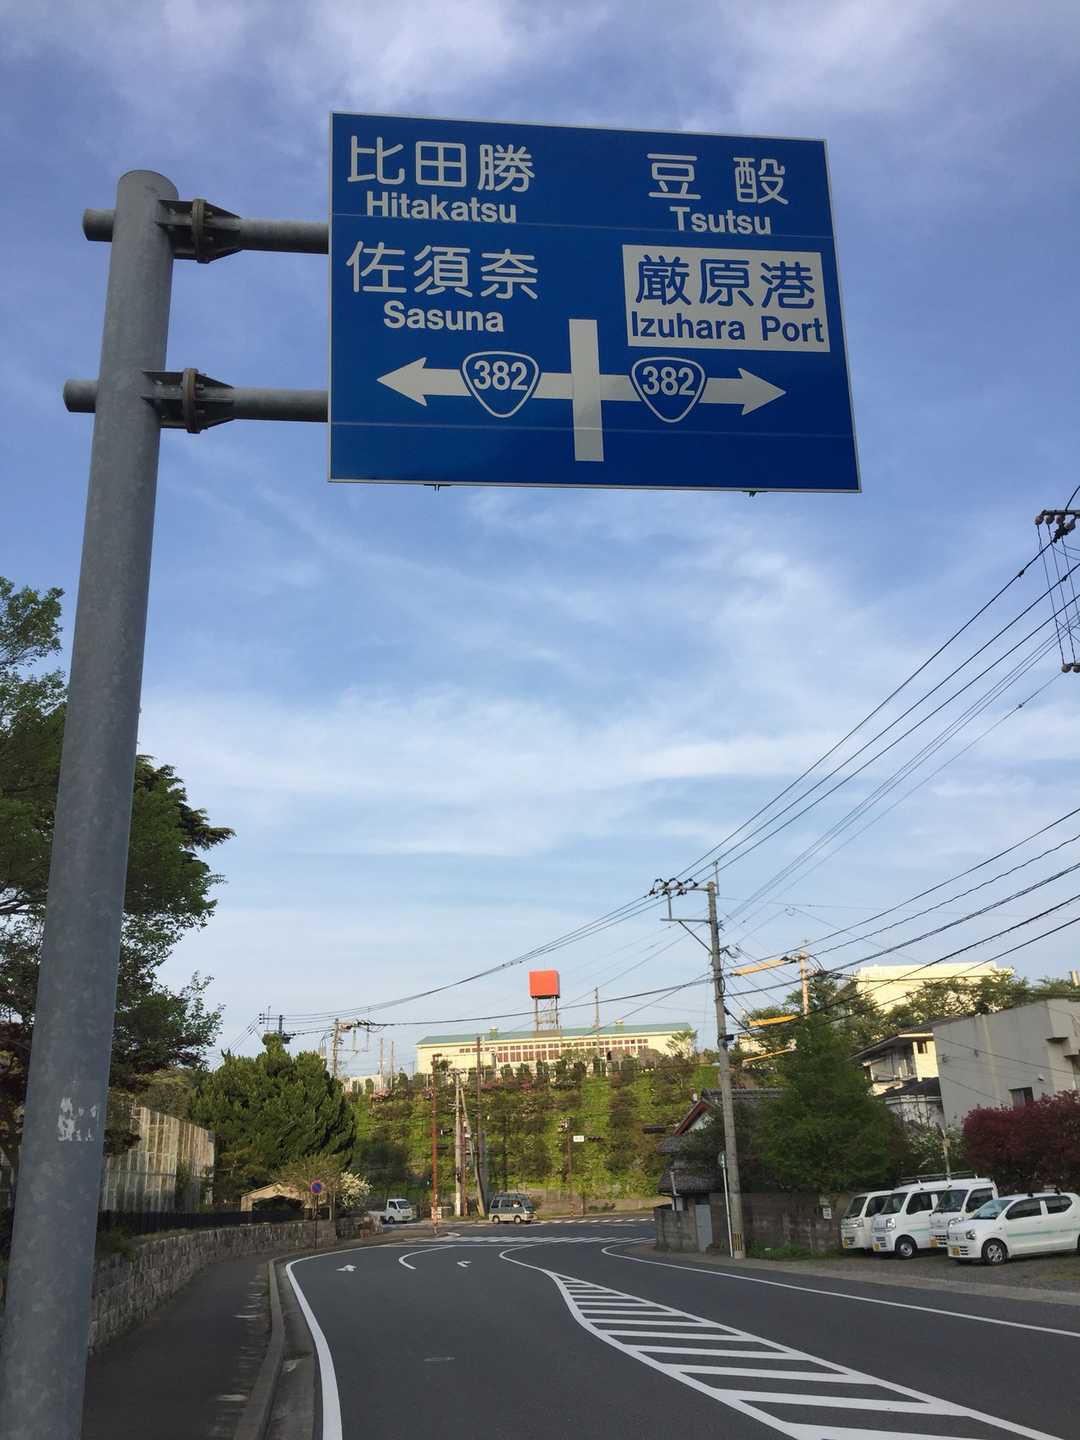 比田勝
Hitakatsu
佐須奈
Sasuna
382
豆酘
Tsutsu
厳原港
Izuhara Port
382